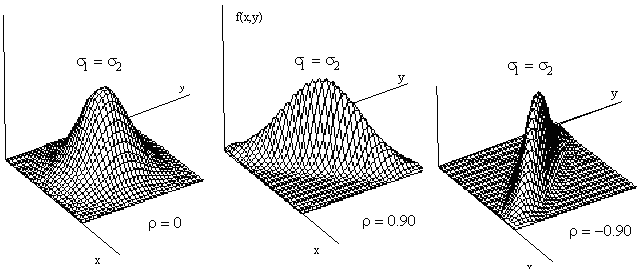 σ₁ = σ₂
y
ρ = 0
x
f(x,y)
σ₁ = σ₂
y
ρ = 0.90
x
σ₁ = σ₂
y
ρ = −0.90
x